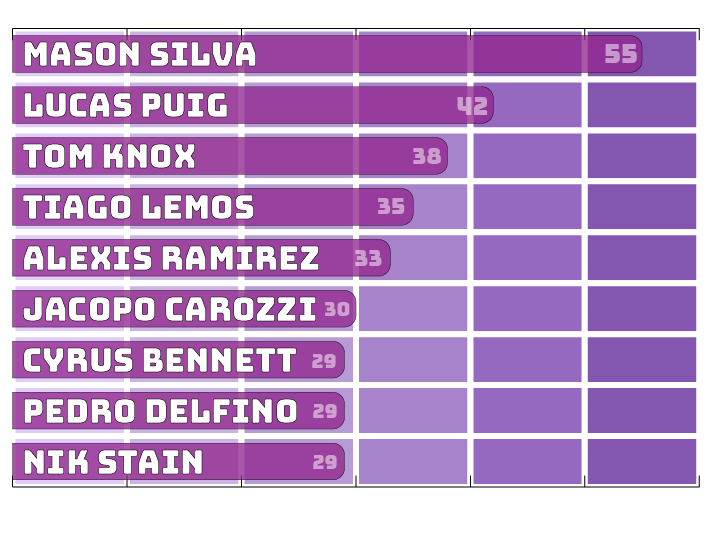 MASON SILVA 55
LUCAS PUIG 42
TOM KNOX 38
TIAGO LEMOS 35
ALEXIS RAMIREZ 33
JACOPO CAROZZI 30
CYRUS BENNETT 29
PEDRO DELFINO 29
NIK STAIN 29